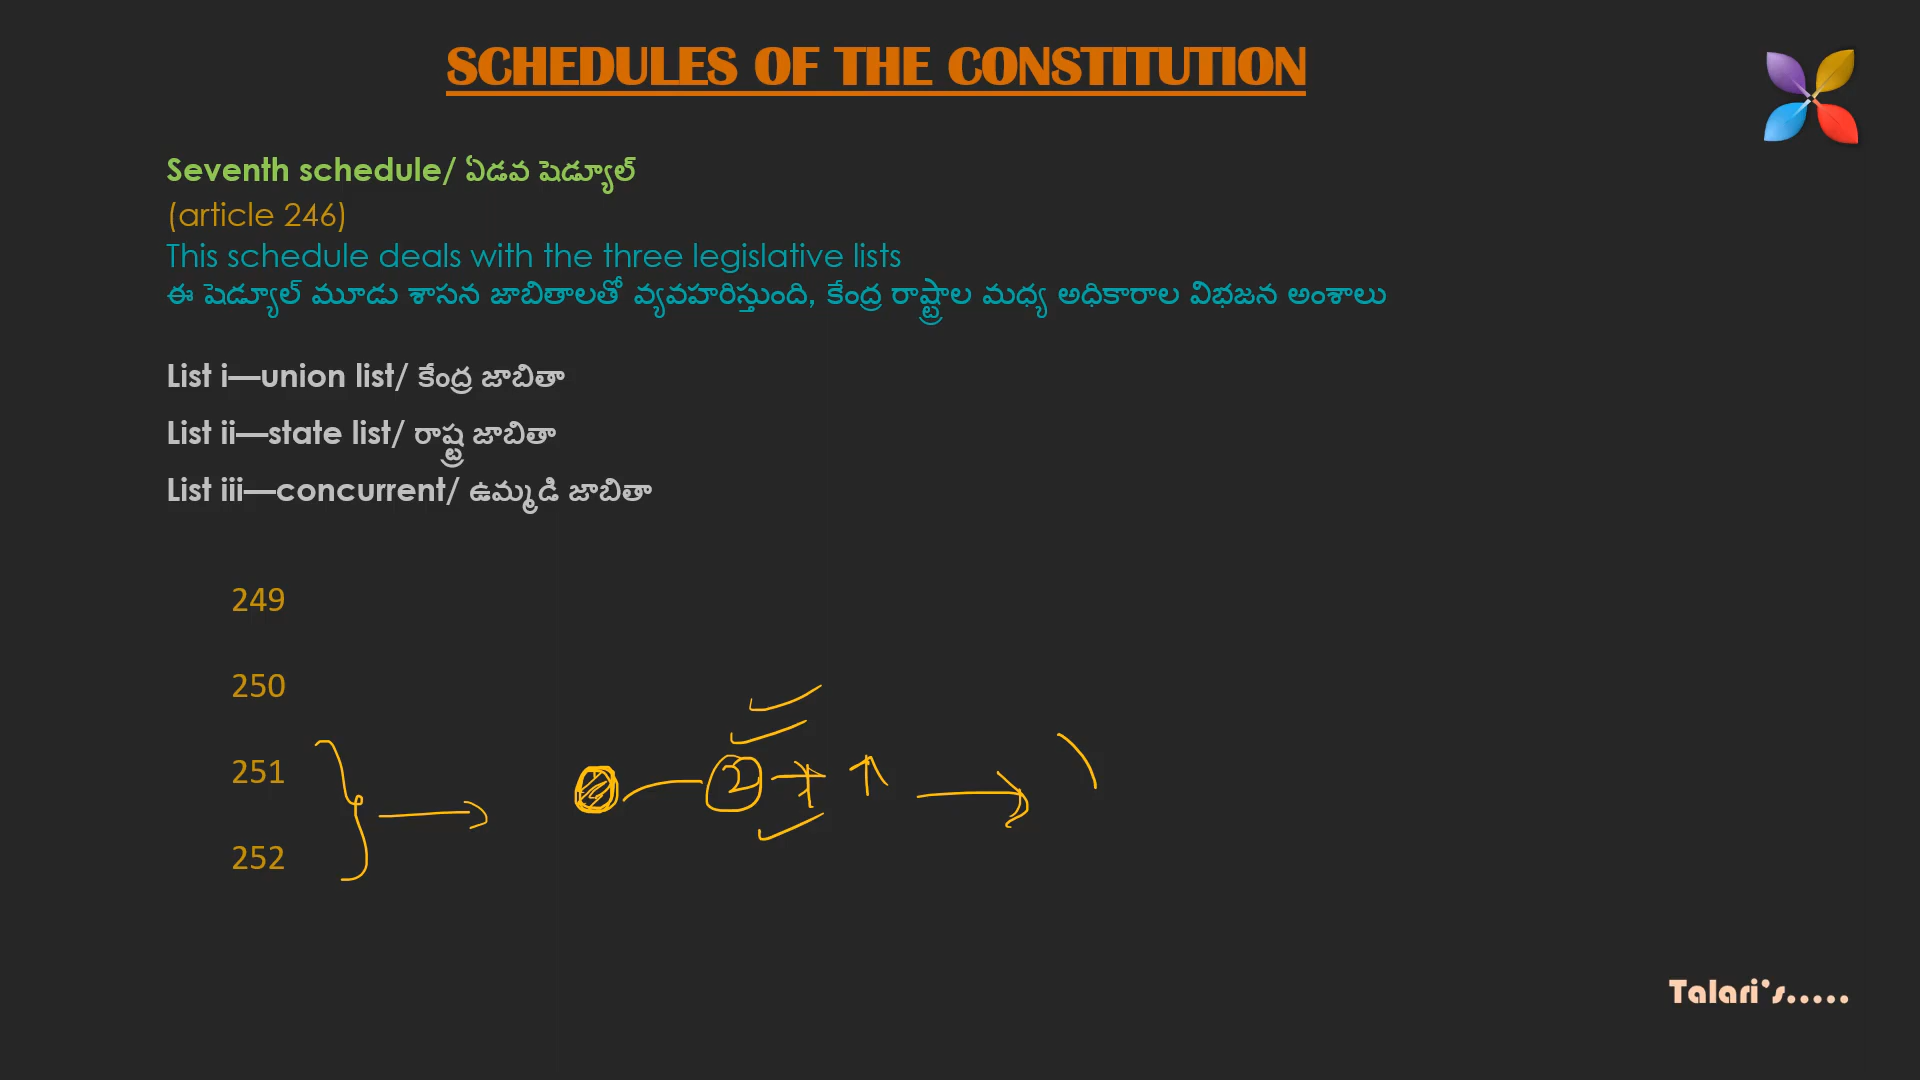 SCHEDULES OF THE CONSTITUTION
Seventh schedule/ ఏడవ షెడ్యూల్
(article 246)
This schedule deals with the three legislative lists
ఈ షెడ్యూల్ మూడు శాసన జాబితాలతో వ్యవహరిస్తుంది, కేంద్ర రాష్ట్రాల మధ్య అధికారాల విభజన అంశాలు
List i—union list/ కేంద్ర జాబితా
List ii—state list/ రాష్ట్ర జాబితా
List iii—concurrent/ ఉమ్మడి జాబితా
249
250
251
2
252
Talari's.....